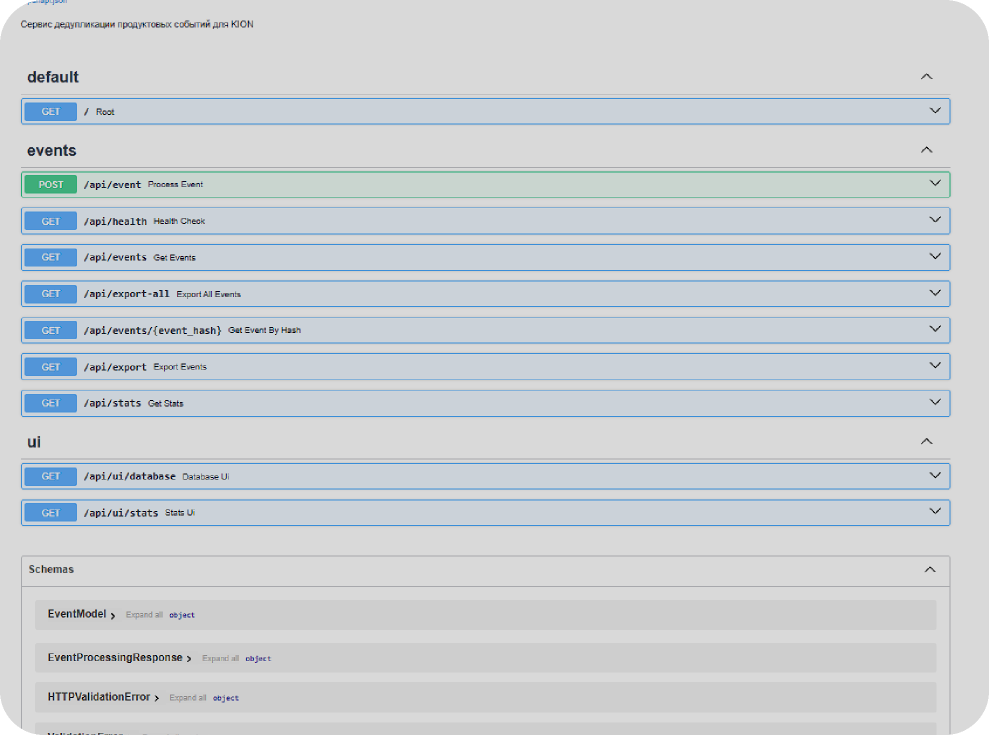 Сервис дедупликации продуктовых событий для KION
default
GET / Root
events
POST /api/event Process Event
GET /api/health Health Check
GET /api/events Get Events
GET /api/export-all Export All Events
GET /api/events/{event_hash} Get Event By Hash
GET /api/export Export Events
GET /api/stats Get Stats
ui
GET /api/ui/database Database Ui
GET /api/ui/stats Stats Ui
Schemas
EventModel Expand all object
EventProcessingResponse Expand all object
HTTPValidationError Expand all object
ValidationError